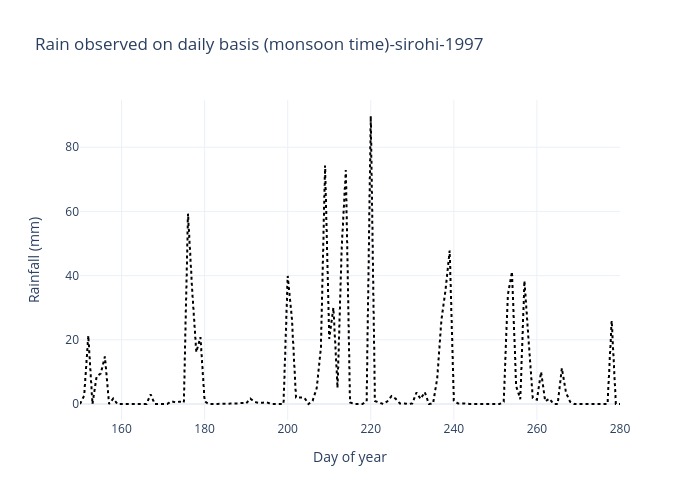 Rain observed on daily basis (monsoon time)-sirohi-1997
Rainfall (mm)
80
60
40
20
0
160 180 200 220 240 260 280
Day of year